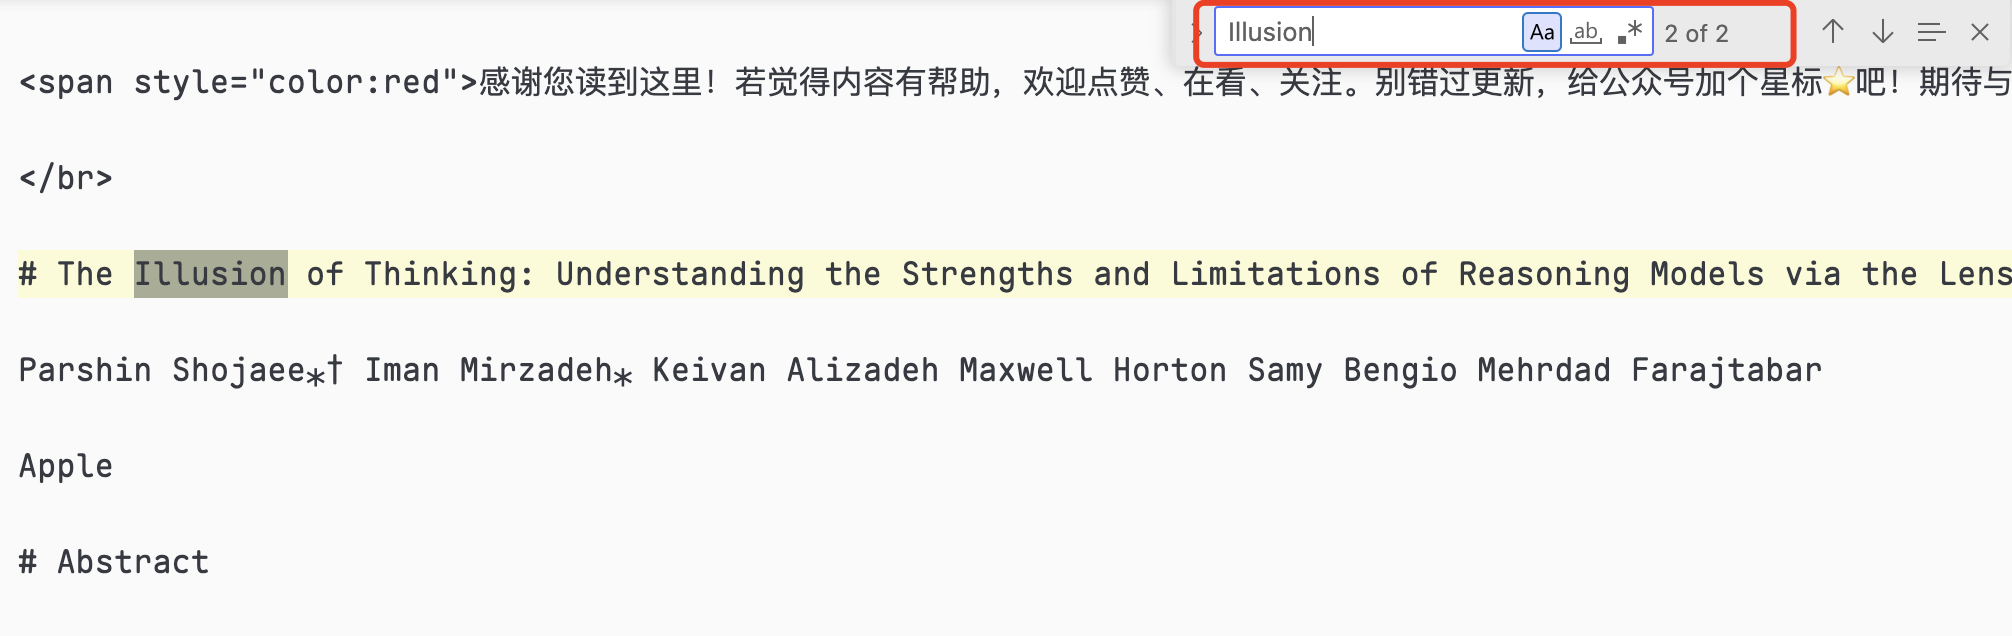 Illusion
Aa ab .* 2 of 2
<span style="color:red">感谢您读到这里！若觉得内容有帮助，欢迎点赞、在看、关注。别错过更新，给公众号加个星标⭐吧！期待与
</br>
# The Illusion of Thinking: Understanding the Strengths and Limitations of Reasoning Models via the Lens
Parshin Shojaee∗† Iman Mirzadeh∗ Keivan Alizadeh Maxwell Horton Samy Bengio Mehrdad Farajtabar
Apple
# Abstract